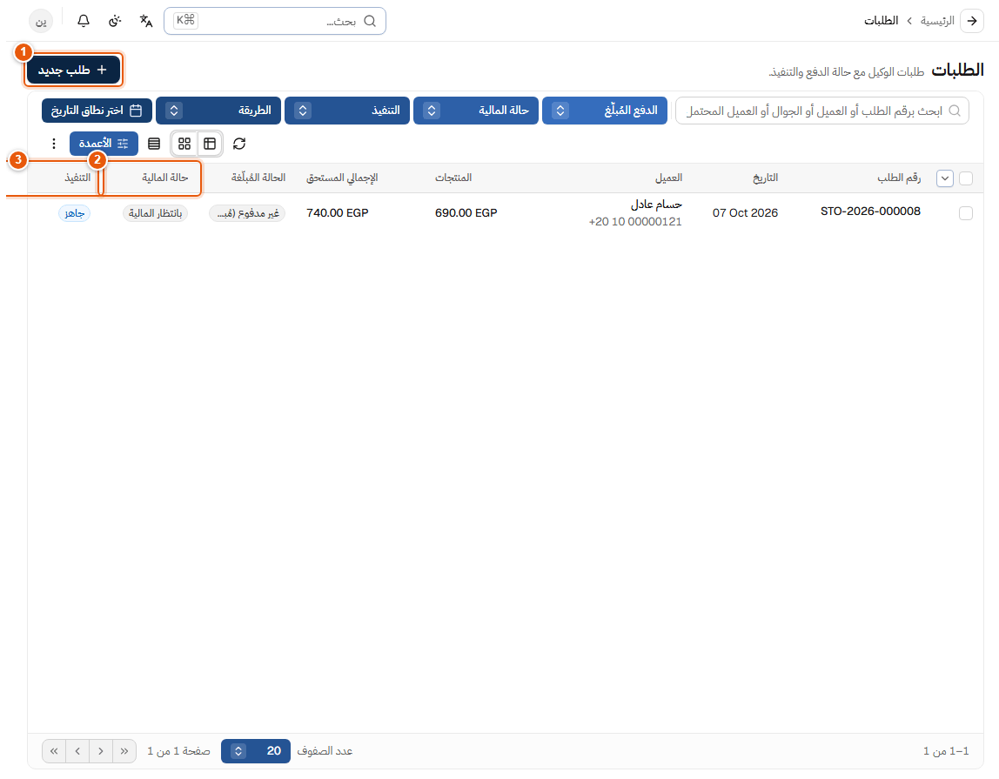 الرئيسية > الطلبات
بحث... ⌘K
ين
1
الطلبات
طلبات الوكيل مع حالة الدفع والتنفيذ.
+ طلب جديد
ابحث برقم الطلب أو العميل أو الجوال أو العميل المحتمل
الدفع المُبلّغ
حالة المالية
التنفيذ
الطريقة
اختر نطاق التاريخ
الأعمدة
2
3
رقم الطلب
التاريخ
العميل
المنتجات
الإجمالي المستحق
الحالة المُبلّغة
حالة المالية
التنفيذ
STO-2026-000008
07 Oct 2026
حسام عادل
+20 10 00000121
690.00 EGP
740.00 EGP
غير مدفوع (مُبـ...
بانتظار المالية
جاهز
1–1 من 1
عدد الصفوف
20
صفحة 1 من 1